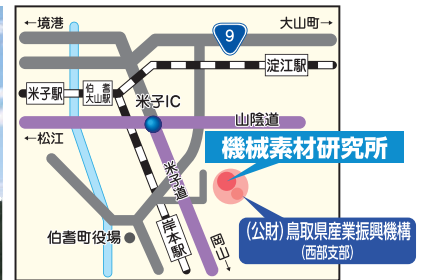 ←境港
大山町→
9
淀江駅
米子駅
伯耆
大山駅
米子IC
山陰道
←松江
機械素材研究所
米子道
(公財)鳥取県産業振興機構
(西部支部)
伯耆町役場
岸本駅
岡山→